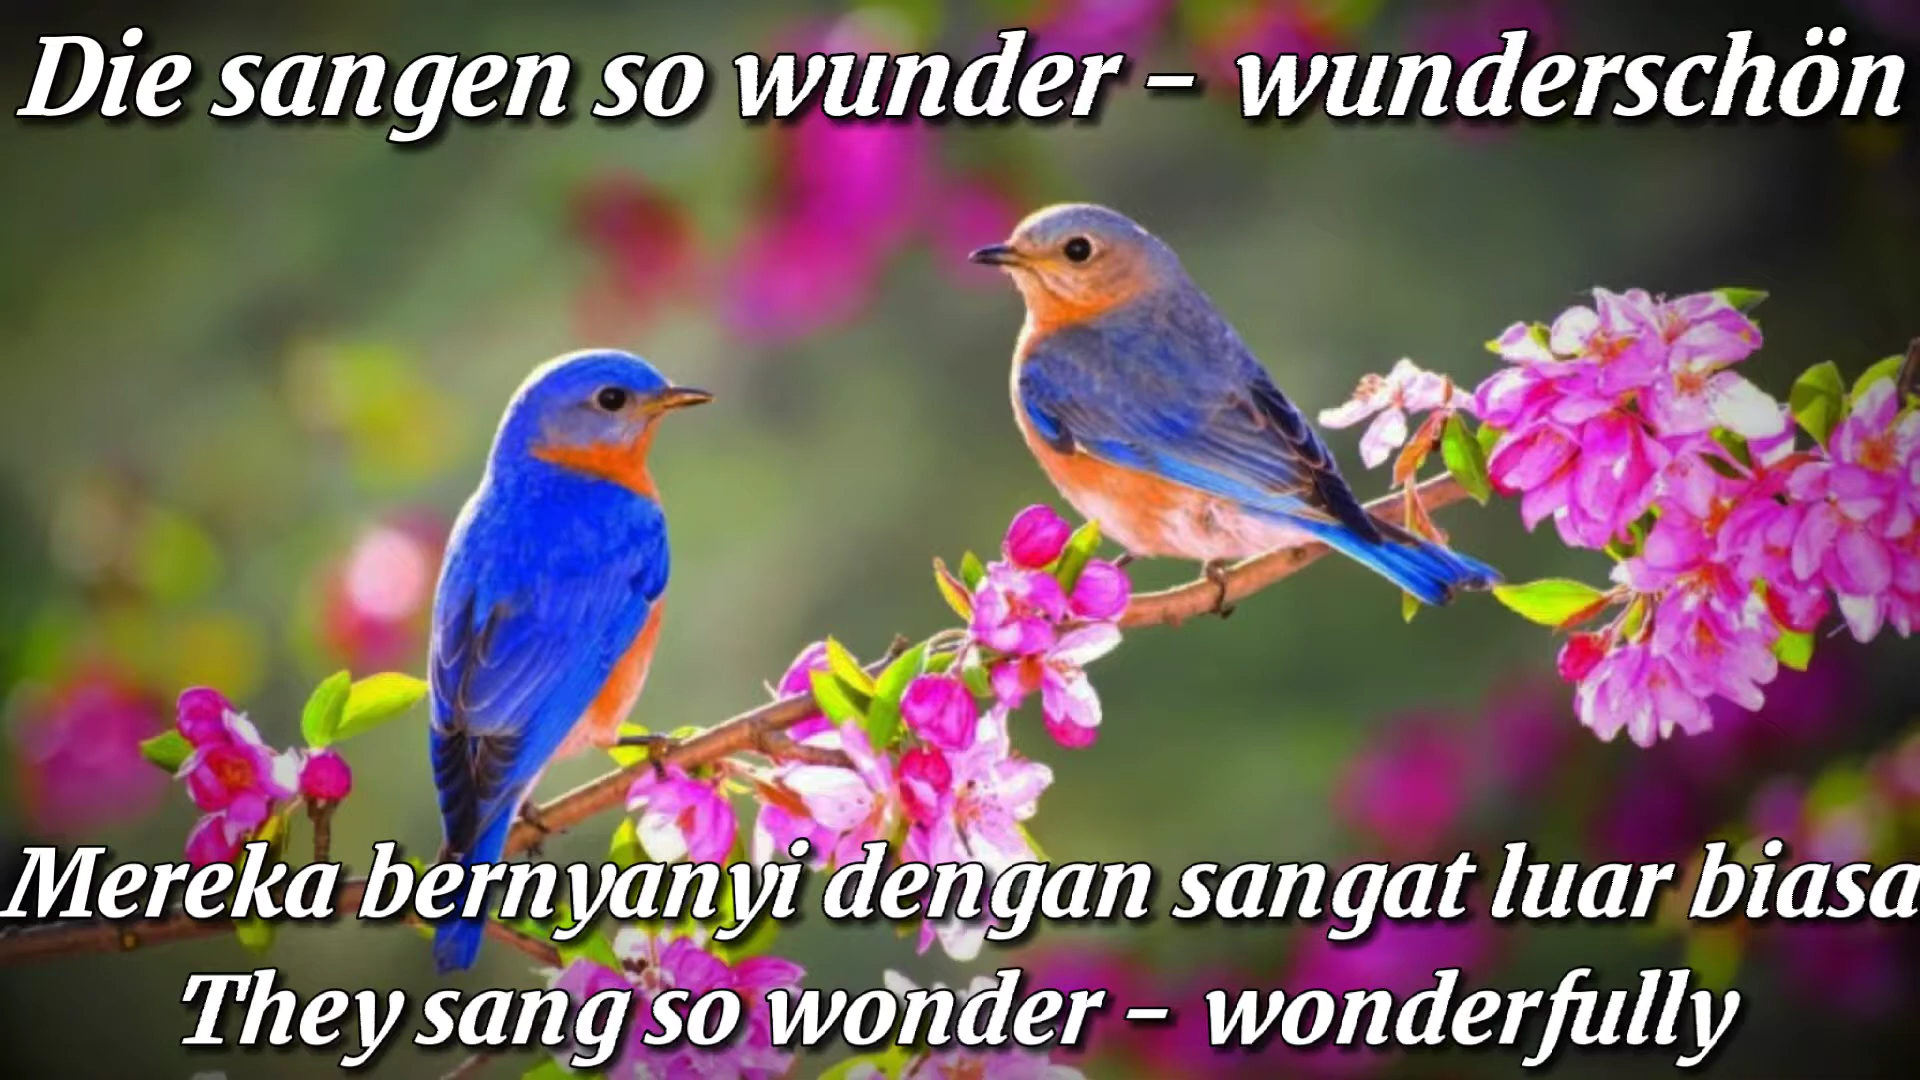 Die sangen so wunder – wunderschön
Mereka bernyanyi dengan sangat luar biasa
They sang so wonder – wonderfully